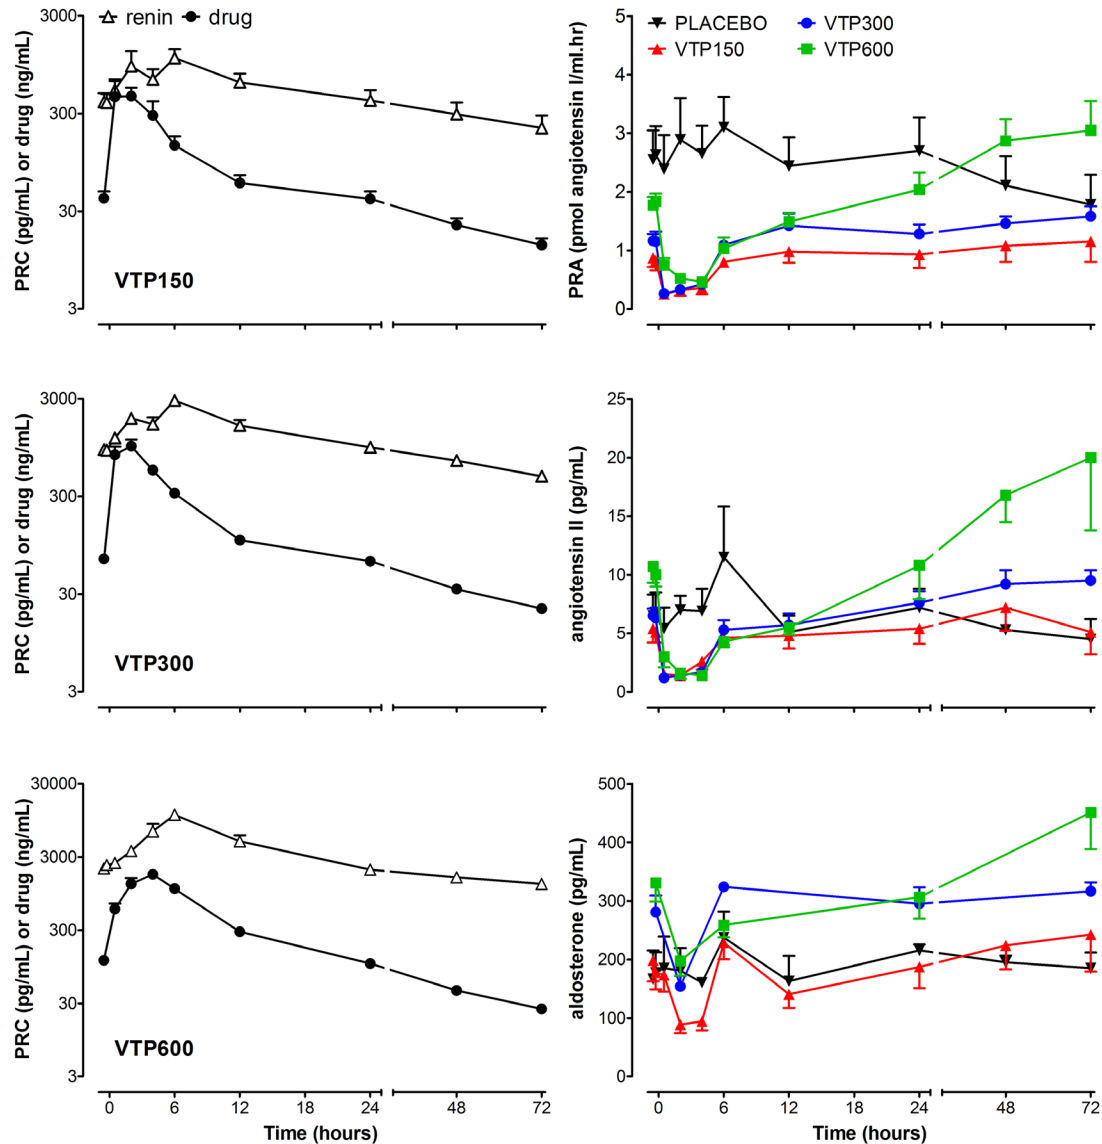 renin drug
PRC (pg/mL) or drug (ng/mL)
3000
300
30
3
VTP150
PLACEBO VTP300
VTP150 VTP600
PRA (pmol angiotensin I/ml.hr)
5
4
3
2
1
0
PRC (pg/mL) or drug (ng/mL)
3000
300
30
3
VTP300
angiotensin II (pg/mL)
25
20
15
10
5
0
PRC (pg/mL) or drug (ng/mL)
30000
3000
300
30
3
VTP600
0 6 12 18 24 48 72
Time (hours)
aldosterone (pg/mL)
500
400
300
200
100
0
0 6 12 18 24 48 72
Time (hours)